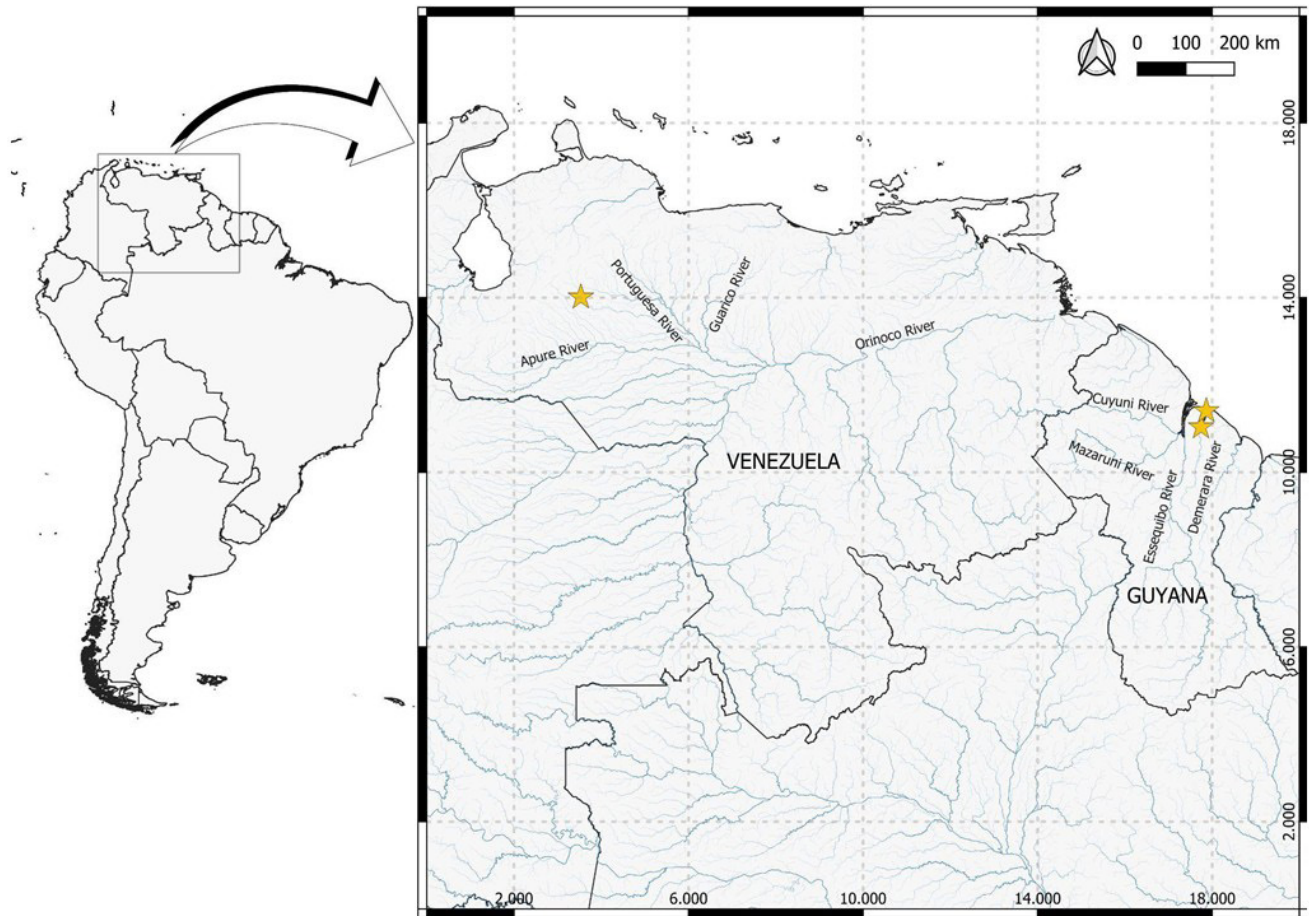 0 100 200 km
18.000
Portuguesa River
Guarico River
14.000
Apure River
Orinoco River
Cuyuni River
VENEZUELA
Mazaruni River
10.000
Essequibo River
Demerara River
GUYANA
6.000
2.000
2.000 6.000 10.000 14.000 18.000